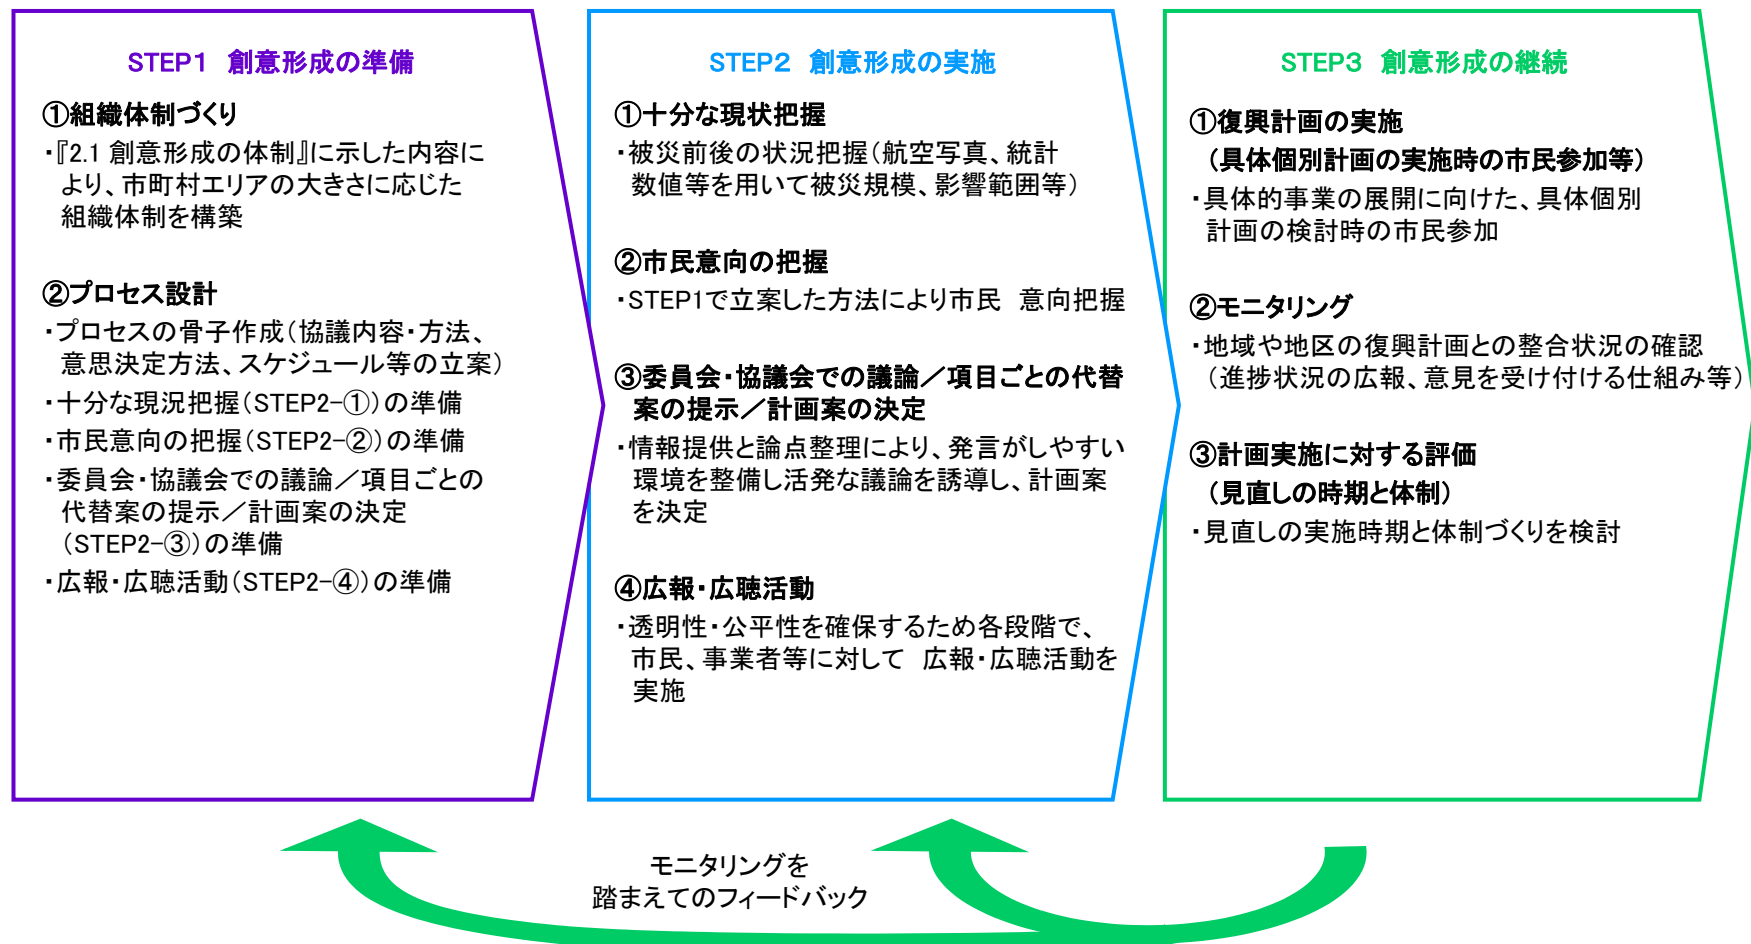 STEP1 創意形成の準備
①組織体制づくり
・『2.1 創意形成の体制』に示した内容に
より、市町村エリアの大きさに応じた
組織体制を構築
②プロセス設計
・プロセスの骨子作成（協議内容・方法、
意思決定方法、スケジュール等の立案）
・十分な現況把握（STEP2-①）の準備
・市民意向の把握（STEP2-②）の準備
・委員会・協議会での議論／項目ごとの
代替案の提示／計画案の決定
（STEP2-③）の準備
・広報・広聴活動（STEP2-④）の準備
STEP2 創意形成の実施
①十分な現状把握
・被災前後の状況把握（航空写真、統計
数値等を用いて被災規模、影響範囲等）
②市民意向の把握
・STEP1で立案した方法により市民 意向把握
③委員会・協議会での議論／項目ごとの代替
案の提示／計画案の決定
・情報提供と論点整理により、発言がしやすい
環境を整備し活発な議論を誘導し、計画案
を決定
④広報・広聴活動
・透明性・公平性を確保するため各段階で、
市民、事業者等に対して 広報・広聴活動を
実施
STEP3 創意形成の継続
①復興計画の実施
（具体個別計画の実施時の市民参加等）
・具体的事業の展開に向けた、具体個別
計画の検討時の市民参加
②モニタリング
・地域や地区の復興計画との整合状況の確認
（進捗状況の広報、意見を受け付ける仕組み等）
③計画実施に対する評価
（見直しの時期と体制）
・見直しの実施時期と体制づくりを検討
モニタリングを
踏まえてのフィードバック